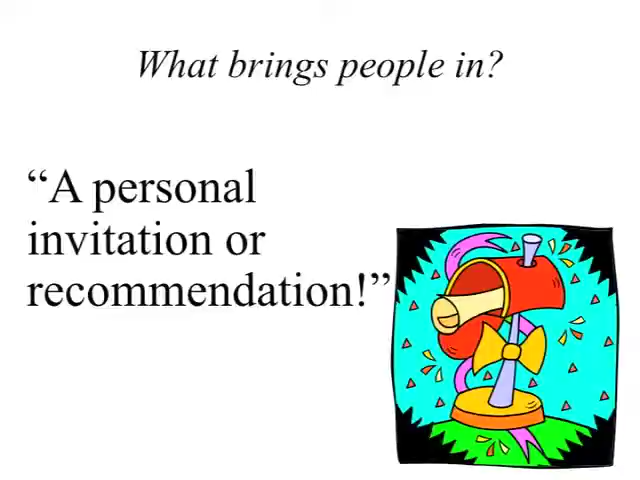 What brings people in?
“A personal
invitation or
recommendation!”